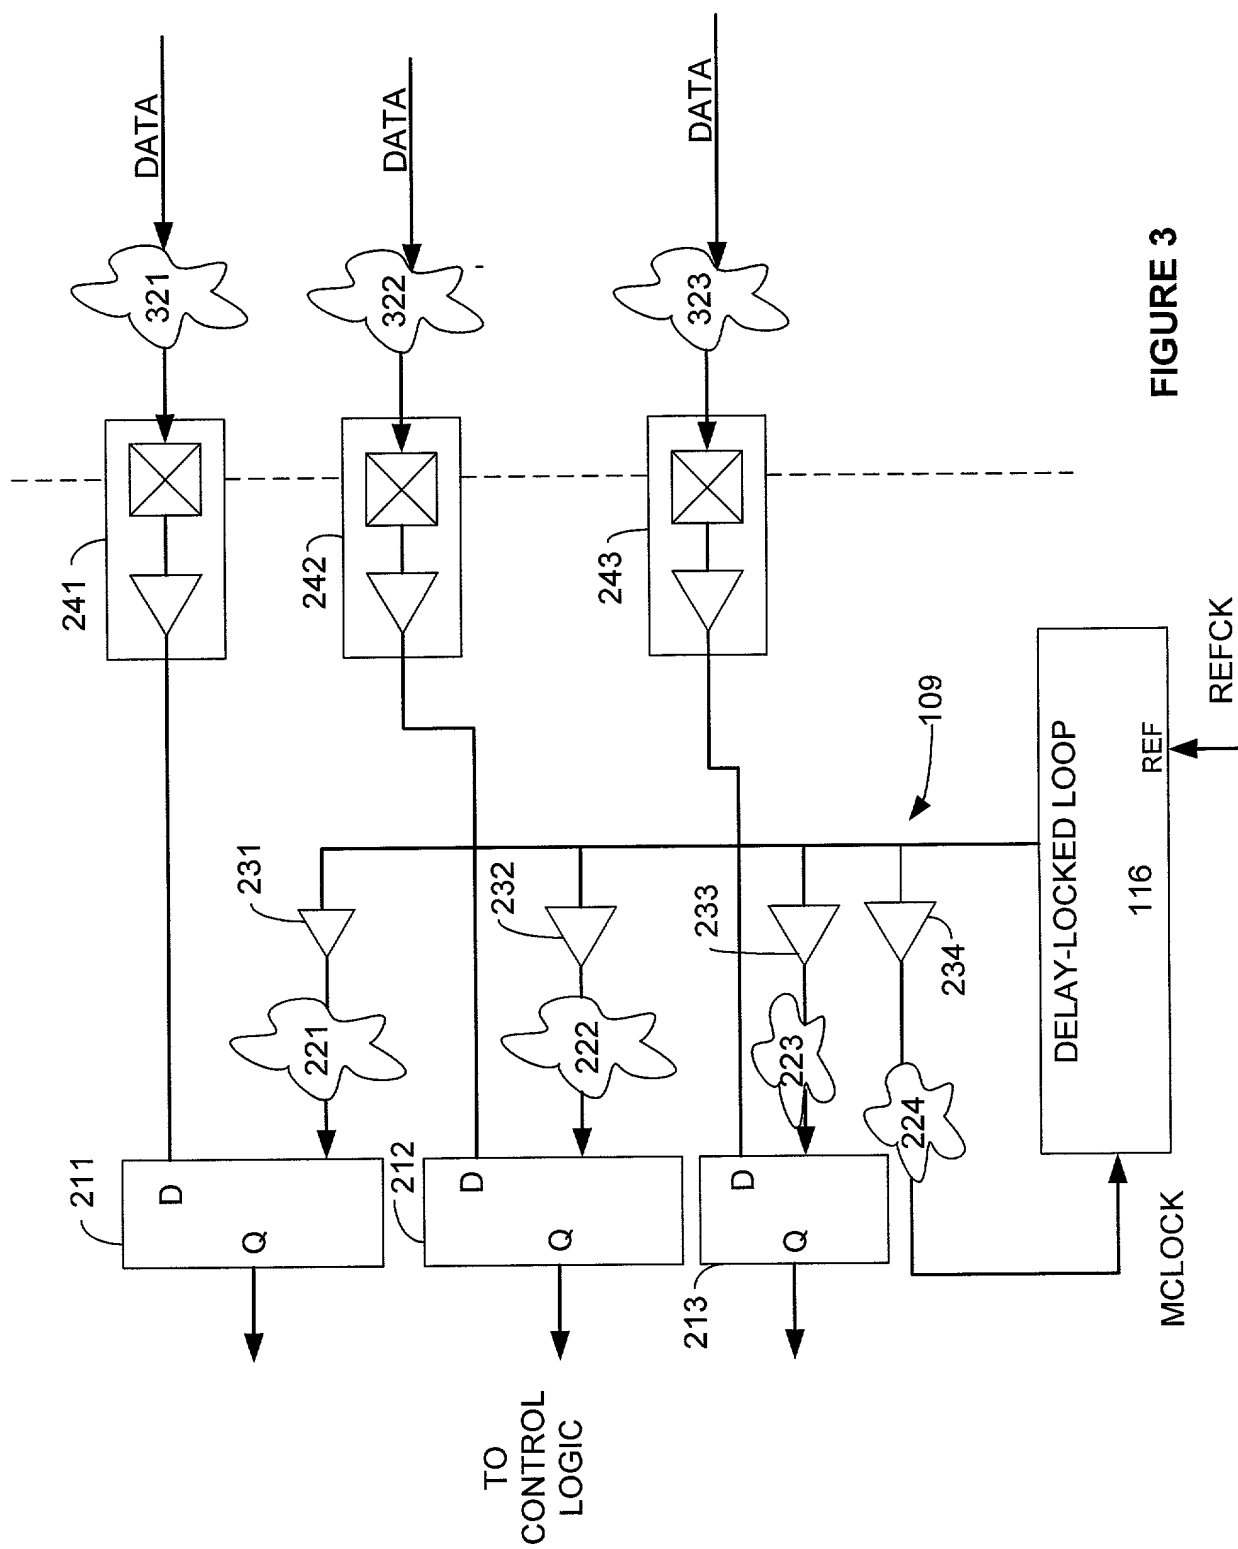 DATA
DATA
DATA
321
322
323
241
242
243
231
232
233
234
109
221
222
223
224
211
212
213
D
Q
D
Q
D
Q
DELAY-LOCKED LOOP
116
REF
REFCK
MCLOCK
TO
CONTROL
LOGIC
FIGURE 3